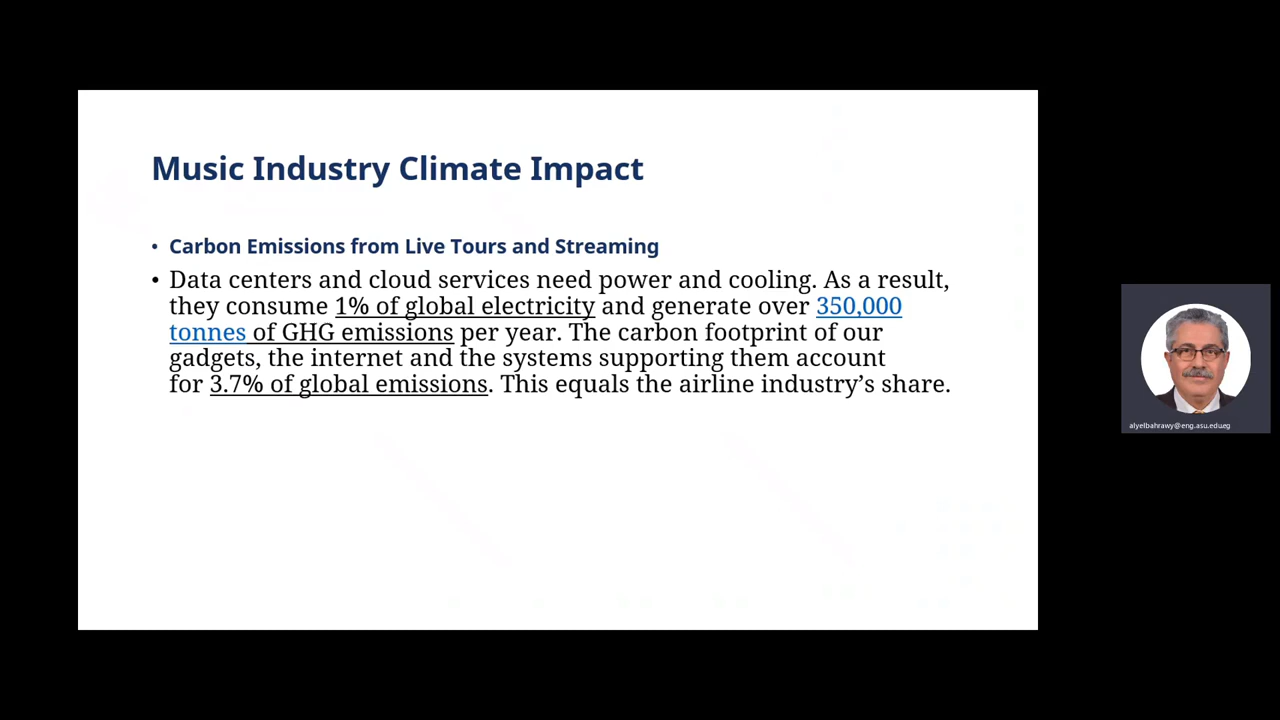 Music Industry Climate Impact
• Carbon Emissions from Live Tours and Streaming
• Data centers and cloud services need power and cooling. As a result,
they consume 1% of global electricity and generate over 350,000
tonnes of GHG emissions per year. The carbon footprint of our
gadgets, the internet and the systems supporting them account
for 3.7% of global emissions. This equals the airline industry’s share.
alyelbahrawy@eng.asu.edu.eg